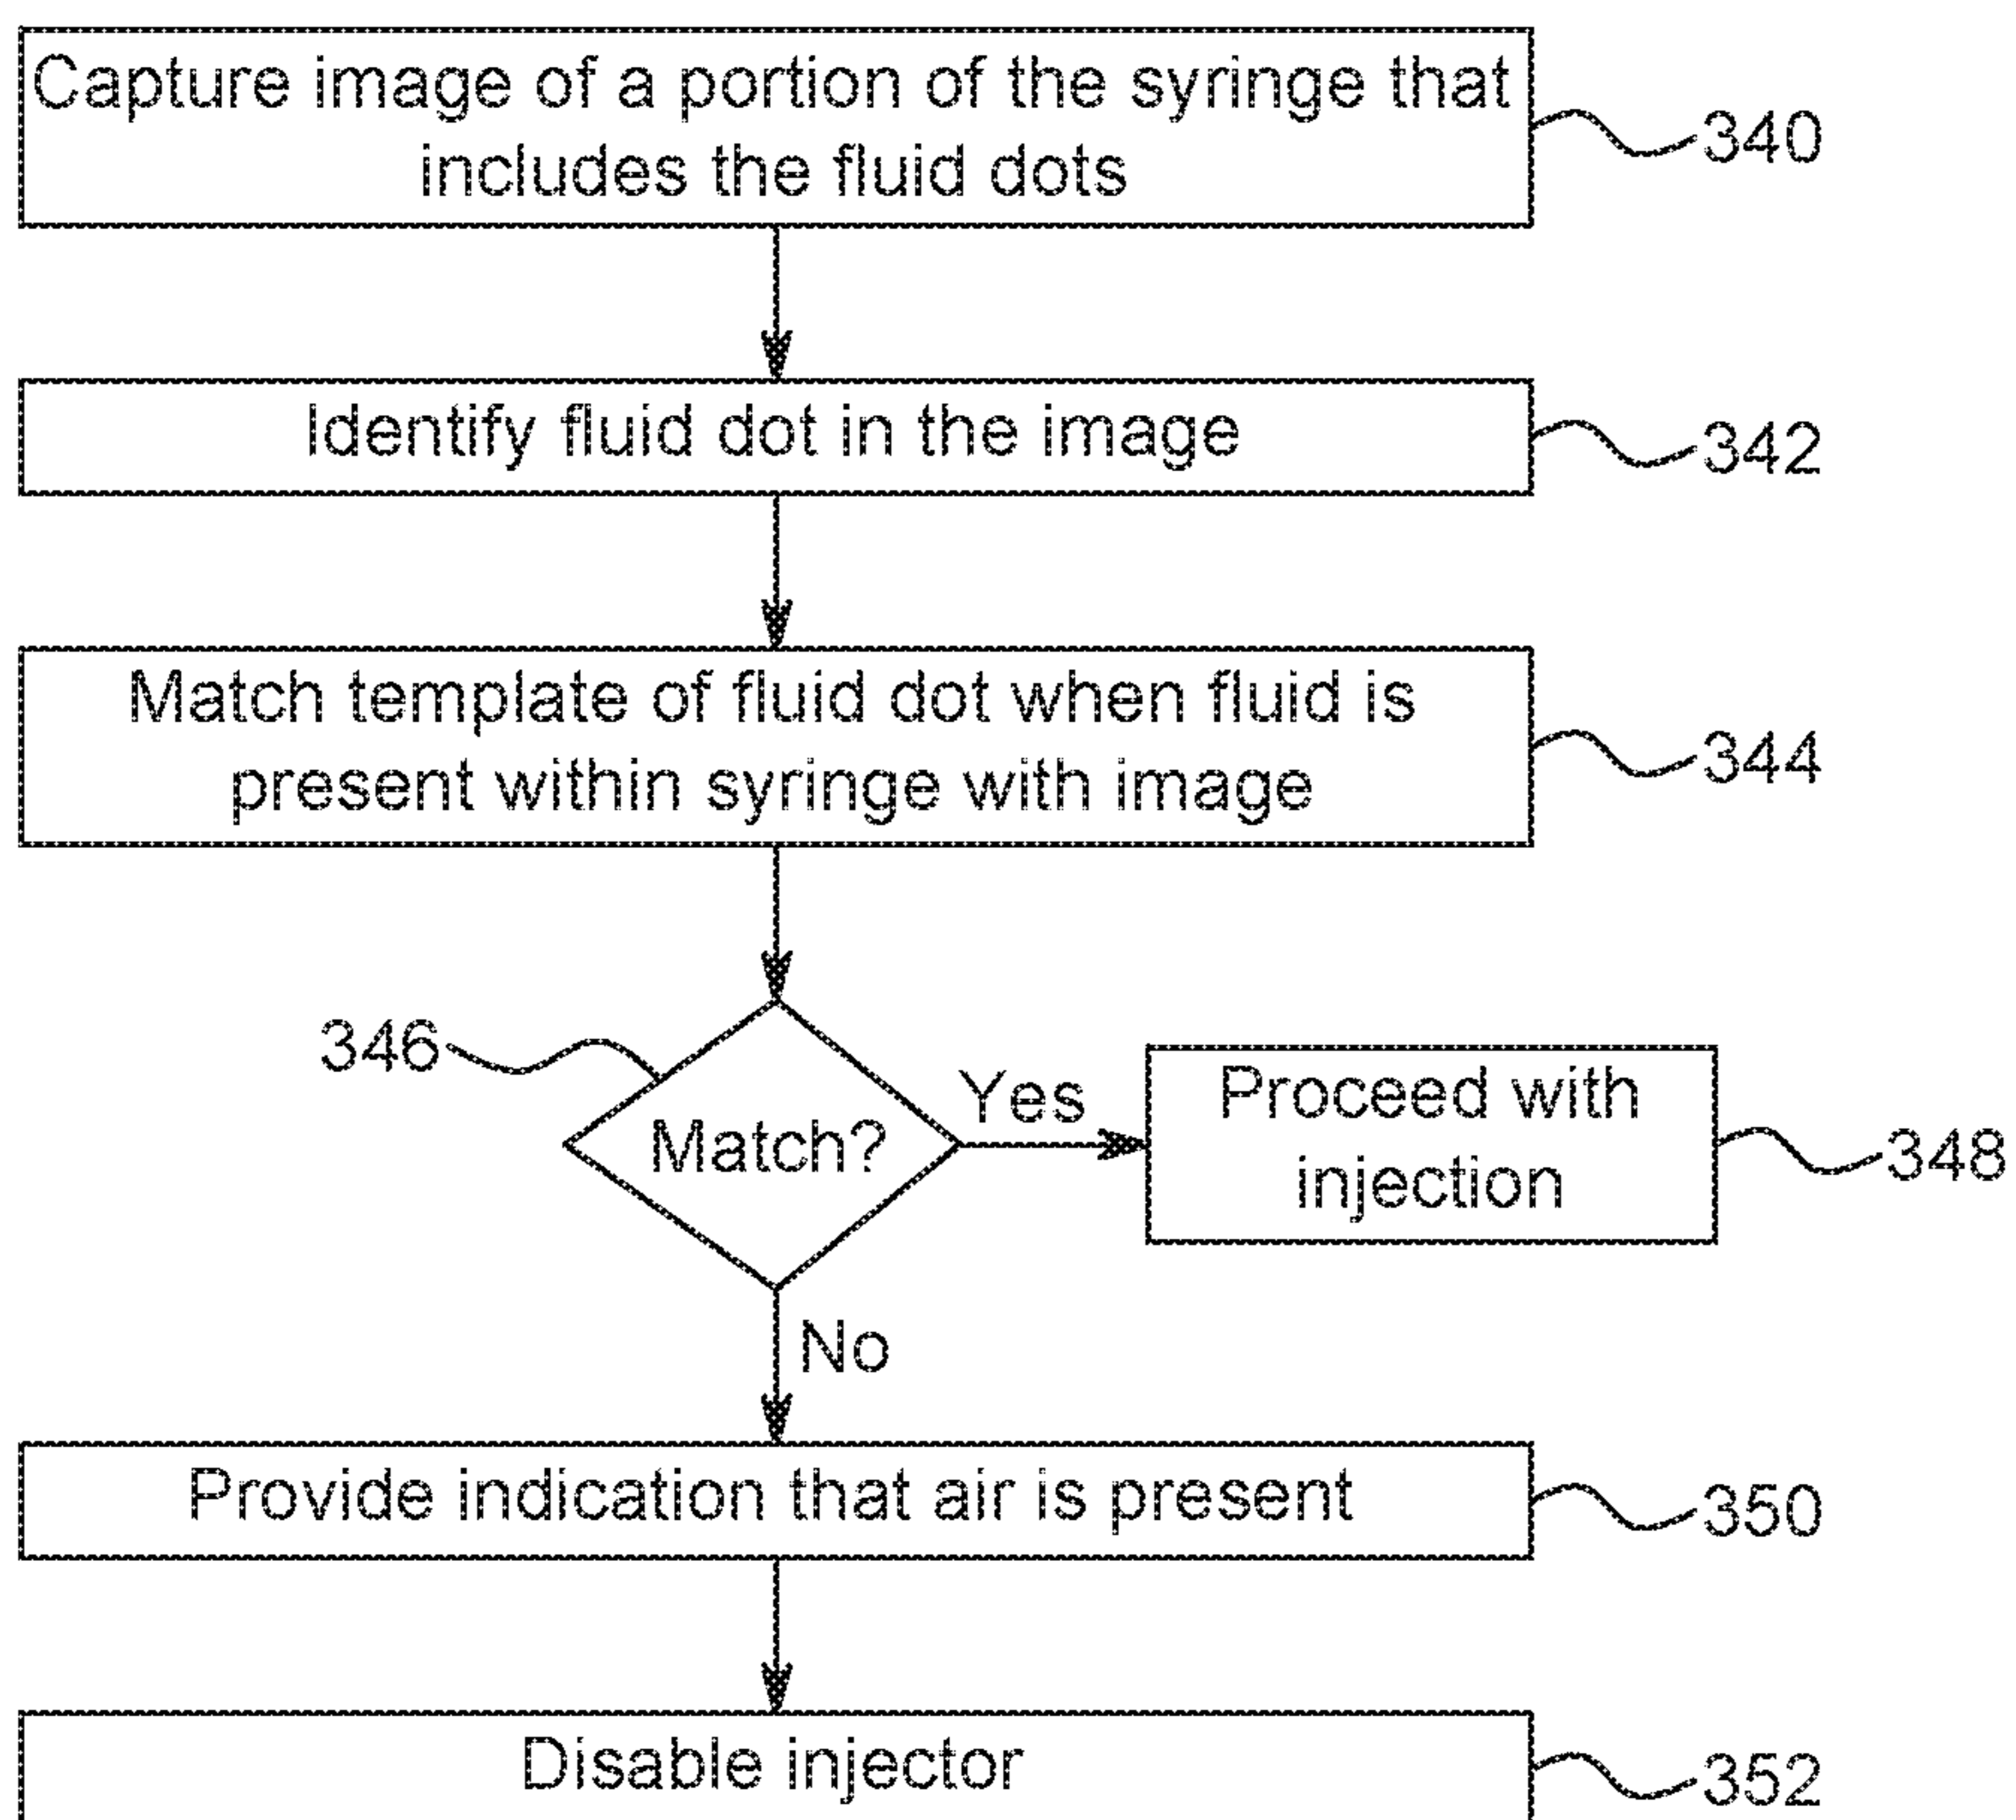 Capture image of a portion of the syringe that
includes the fluid dots
340
Identify fluid dot in the image
342
Match template of fluid dot when fluid is
present within syringe with image
344
346
Match?
Yes
Proceed with
injection
348
No
Provide indication that air is present
350
Disable injector
352